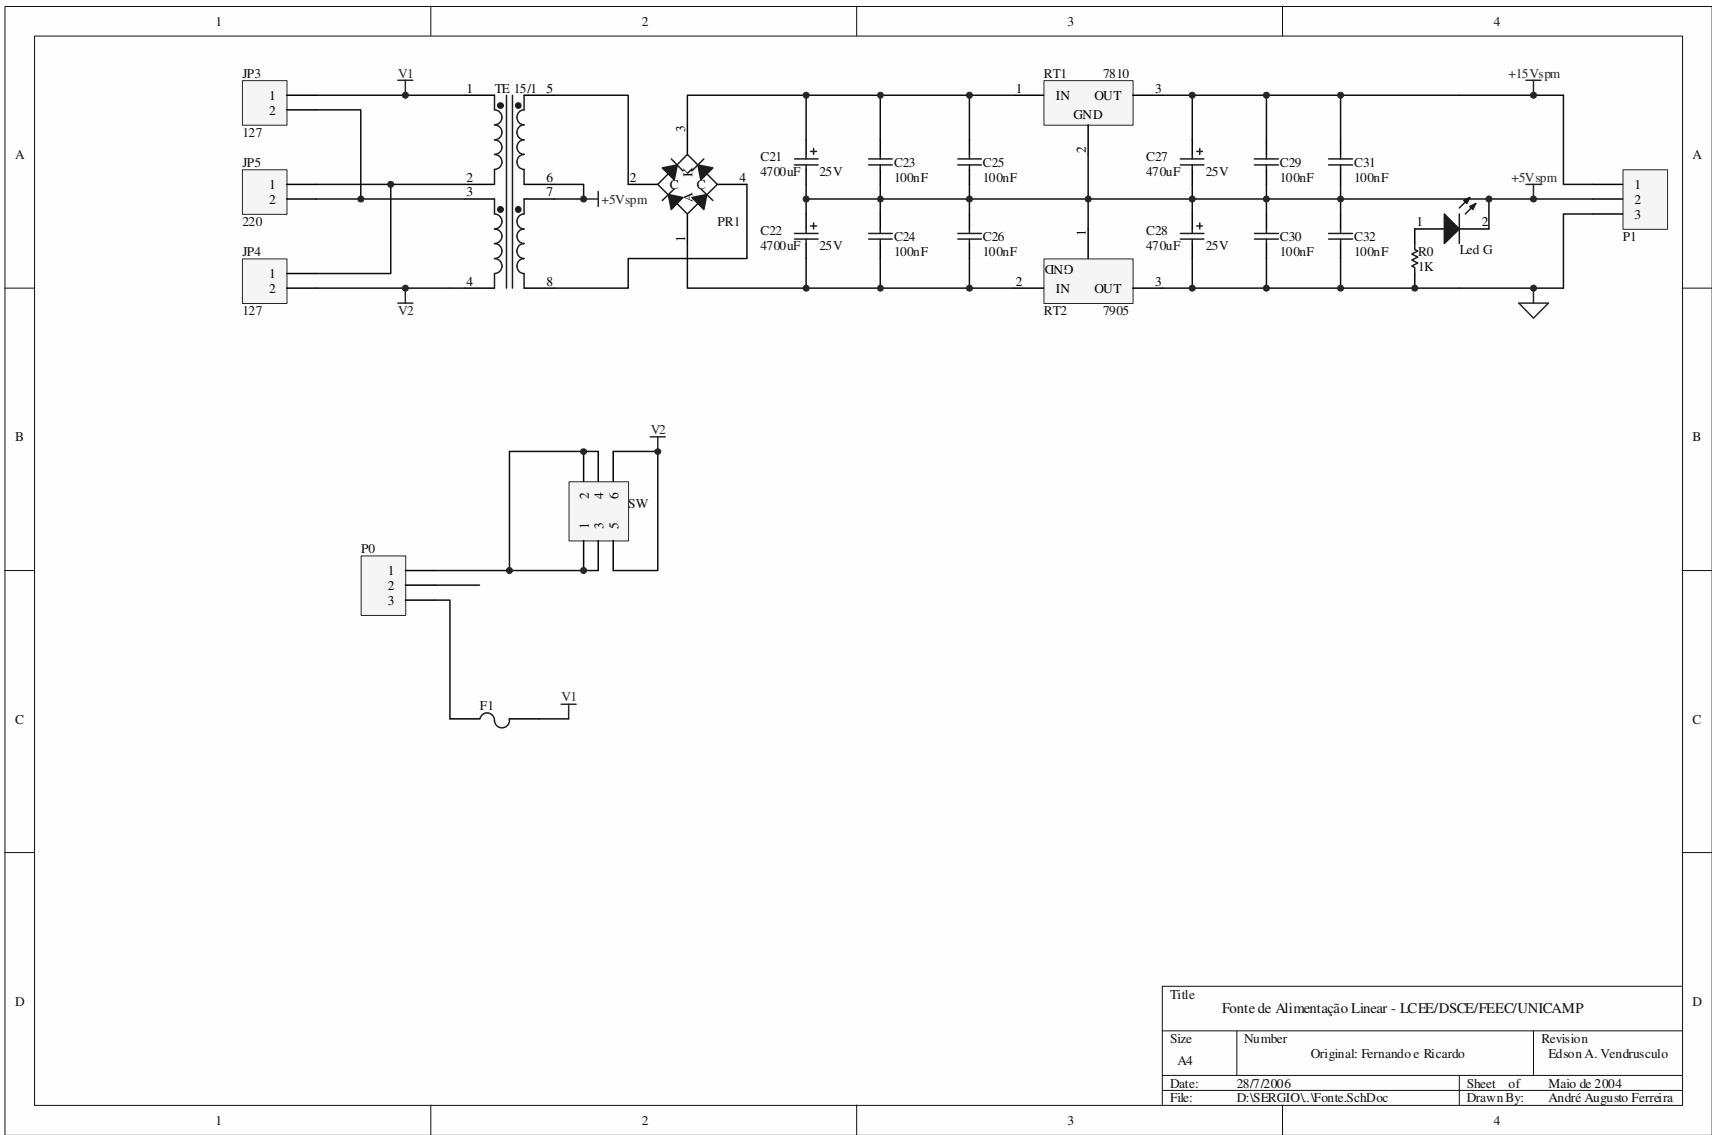 1 2 3 4
A A
B B
C C
D D
1 2 3 4
JP3
1
2
127
JP5
1
2
220
JP4
1
2
127
V1
V2
1 TE 15/1 5
2 6
3 7
4 8
+5Vspm
2 3 4 1
C K C A
PR1
C21
4700uF + 25V
C22
4700uF + 25V
C23
100nF
C24
100nF
C25
100nF
C26
100nF
RT1 7810
1 IN OUT 3
GND
2
1
GND
2 IN OUT 3
RT2 7905
C27
470uF + 25V
C28
470uF + 25V
C29
100nF
C30
100nF
C31
100nF
C32
100nF
1 2
R0
1K
Led G
+15Vspm
+5Vspm
1
2
3
P1
V2
2 4 6
SW
1 3 5
P0
1
2
3
F1
V1
Title
Fonte de Alimentação Linear - LCEE/DSCE/FEEC/UNICAMP
Size Number Revision
A4 Original: Fernando e Ricardo Edson A. Vendrusculo
Date: 28/7/2006 Sheet of Maio de 2004
File: D:\SERGIO\..\Fonte.SchDoc Drawn By: André Augusto Ferreira